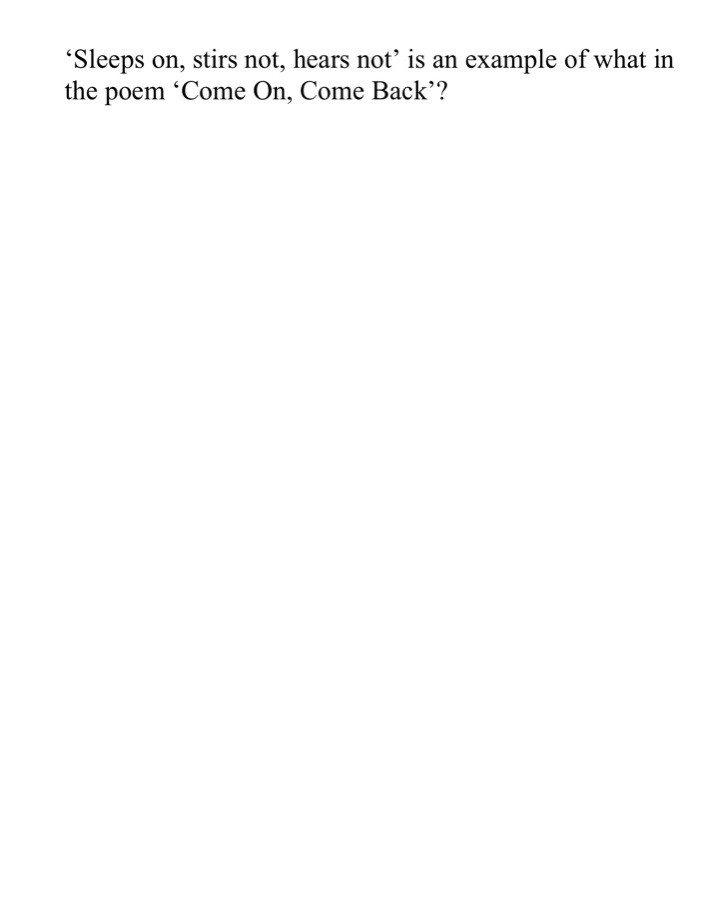 ‘Sleeps on, stirs not, hears not’ is an example of what in
the poem ‘Come On, Come Back’?